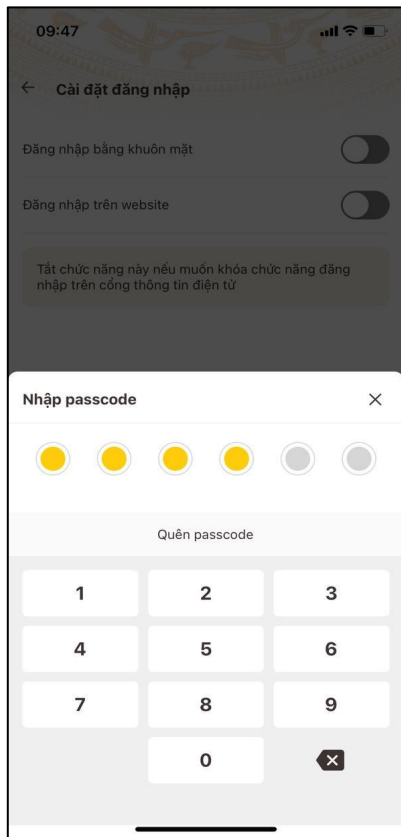 09:47
Cài đặt đăng nhập
Đăng nhập bằng khuôn mặt
Đăng nhập trên website
Tắt chức năng này nếu muốn khóa chức năng đăng
nhập trên cổng thông tin điện tử
Nhập passcode
Quên passcode
1 2 3
4 5 6
7 8 9
0